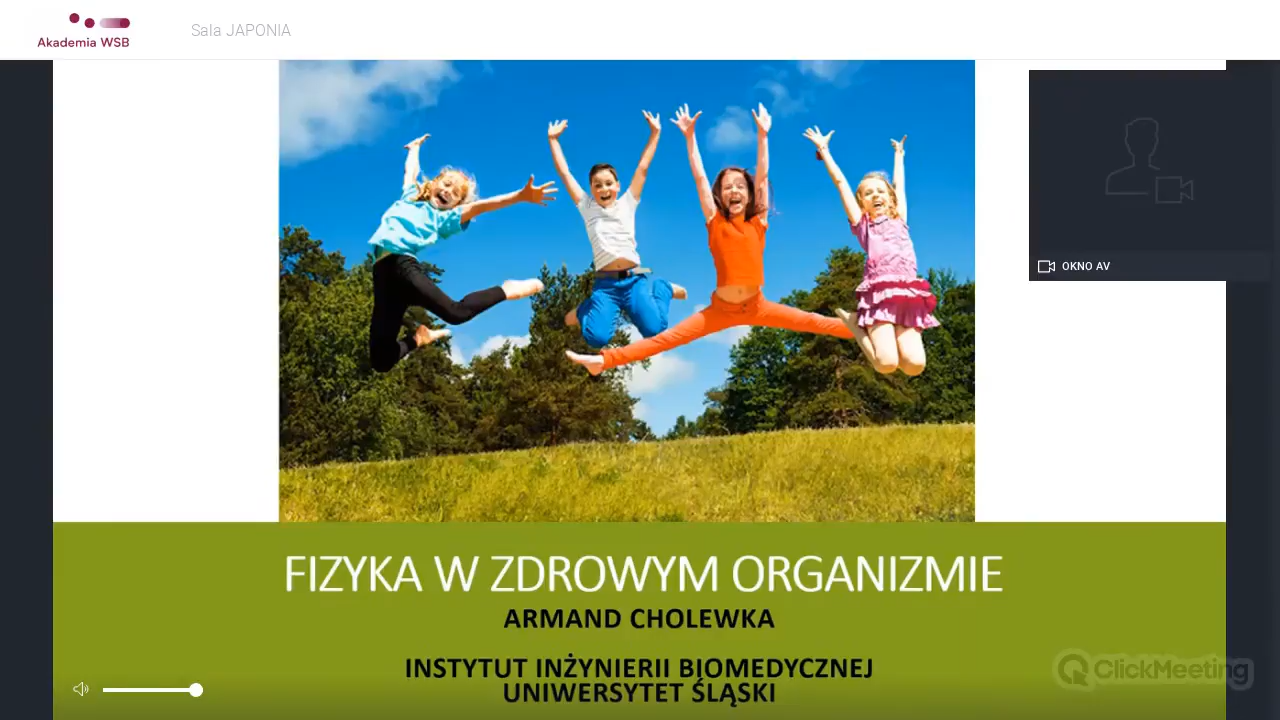 Akademia WSB
Sala JAPONIA
OKNO AV
FIZYKA W ZDROWYM ORGANIZMIE
ARMAND CHOLEWKA
INSTYTUT INŻYNIERII BIOMEDYCZNEJ
UNIWERSYTET ŚLĄSKI
ClickMeeting